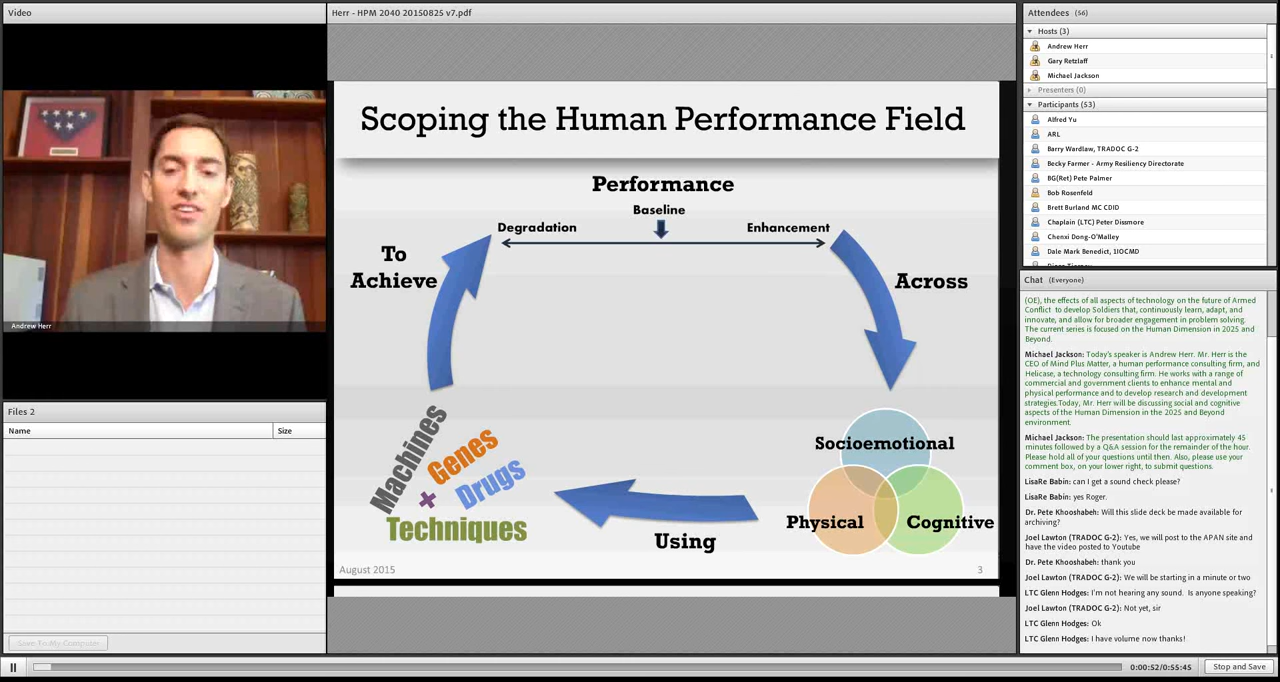 Video
Andrew Herr
Files 2
Name
Size
Save To My Computer
Herr - HPM 2040 20150825 v7.pdf
Scoping the Human Performance Field
Performance
Baseline
Degradation
Enhancement
To
Achieve
Across
Machines
Genes
+
Drugs
Techniques
Using
Socioemotional
Physical
Cognitive
August 2015
3
Attendees (56)
Hosts (3)
Andrew Herr
Gary Retzlaff
Michael Jackson
Presenters (0)
Participants (53)
Alfred Yu
ARL
Barry Wardlaw, TRADOC G-2
Becky Farmer - Army Resiliency Directorate
BG(Ret) Pete Palmer
Bob Rosenfeld
Brett Burland MC CDID
Chaplain (LTC) Peter Dissmore
Chenxi Dong-O'Malley
Dale Mark Benedict, 1IOCMD
Chat (Everyone)
(OE), the effects of all aspects of technology on the future of Armed
Conflict to develop Soldiers that, continuously learn, adapt, and
innovate, and allow for broader engagement in problem solving.
The current series is focused on the Human Dimension in 2025 and
Beyond.
Michael Jackson: Today's speaker is Andrew Herr. Mr. Herr is the
CEO of Mind Plus Matter, a human performance consulting firm, and
Helicase, a technology consulting firm. He works with a range of
commercial and government clients to enhance mental and
physical performance and to develop research and development
strategies.Today, Mr. Herr will be discussing social and cognitive
aspects of the Human Dimension in the 2025 and Beyond
environment.
Michael Jackson: The presentation should last approximately 45
minutes followed by a Q&A session for the remainder of the hour.
Please hold all of your questions until then. Also, please use your
comment box, on your lower right, to submit questions.
LisaRe Babin: can I get a sound check please?
LisaRe Babin: yes Roger.
Dr. Pete Khooshabeh: Will this slide deck be made available for
archiving?
Joel Lawton (TRADOC G-2): Yes, we will post to the APAN site and
have the video posted to Youtube
Dr. Pete Khooshabeh: thank you
Joel Lawton (TRADOC G-2): We will be starting in a minute or two
LTC Glenn Hodges: I'm not hearing any sound. Is anyone speaking?
Joel Lawton (TRADOC G-2): Not yet, sir
LTC Glenn Hodges: Ok
LTC Glenn Hodges: I have volume now thanks!
0:00:52/0:55:45
Stop and Save